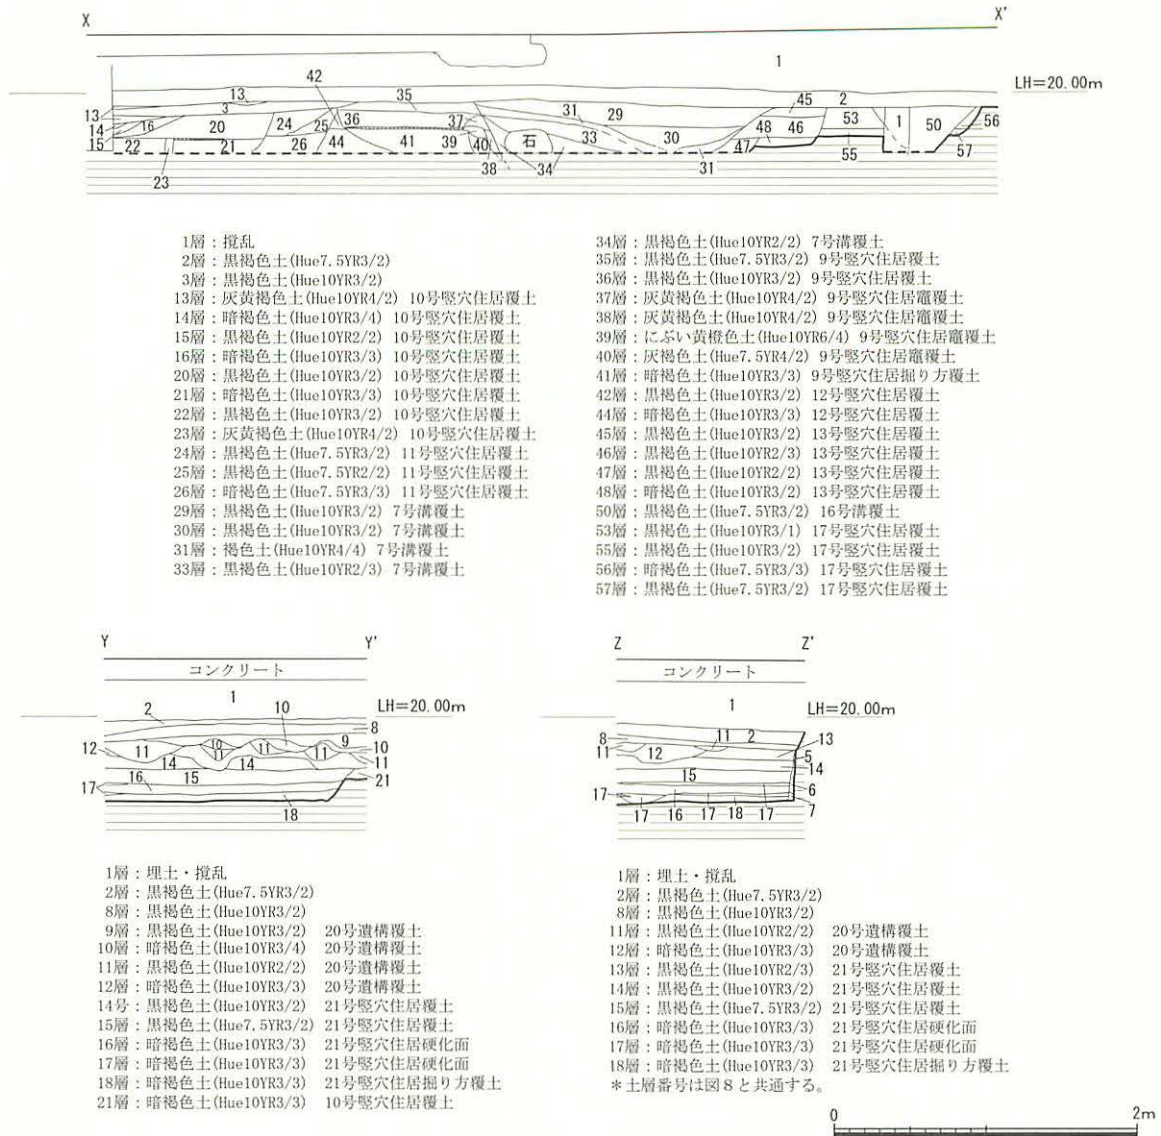 X
X'
1
LH=20.00m
42
13
35
3
45
2
13
14
15
16
20
24
25
36
37
31
29
53
1
50
56
22
21
26
44
41
39
40
石
33
30
48
46
47
55
57
23
38
34
31
1層：撹乱
2層：黒褐色土(Hue7.5YR3/2)
3層：黒褐色土(Hue10YR3/2)
13層：灰黄褐色土(Hue10YR4/2) 10号竪穴住居覆土
14層：暗褐色土(Hue10YR3/4) 10号竪穴住居覆土
15層：黒褐色土(Hue10YR2/2) 10号竪穴住居覆土
16層：暗褐色土(Hue10YR3/3) 10号竪穴住居覆土
20層：黒褐色土(Hue10YR3/2) 10号竪穴住居覆土
21層：暗褐色土(Hue10YR3/3) 10号竪穴住居覆土
22層：黒褐色土(Hue10YR3/2) 10号竪穴住居覆土
23層：灰黄褐色土(Hue10YR4/2) 10号竪穴住居覆土
24層：黒褐色土(Hue7.5YR3/2) 11号竪穴住居覆土
25層：黒褐色土(Hue7.5YR2/2) 11号竪穴住居覆土
26層：暗褐色土(Hue7.5YR3/3) 11号竪穴住居覆土
29層：黒褐色土(Hue10YR3/2) 7号溝覆土
30層：黒褐色土(Hue10YR3/2) 7号溝覆土
31層：褐色土(Hue10YR4/4) 7号溝覆土
33層：黒褐色土(Hue10YR2/3) 7号溝覆土
34層：黒褐色土(Hue10YR2/2) 7号溝覆土
35層：黒褐色土(Hue7.5YR3/2) 9号竪穴住居覆土
36層：黒褐色土(Hue10YR3/2) 9号竪穴住居覆土
37層：灰黄褐色土(Hue10YR4/2) 9号竪穴住居竈覆土
38層：灰黄褐色土(Hue10YR4/2) 9号竪穴住居竈覆土
39層：にぶい黄橙色土(Hue10YR6/4) 9号竪穴住居竈覆土
40層：灰褐色土(Hue7.5YR4/2) 9号竪穴住居竈覆土
41層：暗褐色土(Hue10YR3/3) 9号竪穴住居掘り方覆土
42層：黒褐色土(Hue10YR3/2) 12号竪穴住居覆土
44層：暗褐色土(Hue10YR3/3) 12号竪穴住居覆土
45層：黒褐色土(Hue10YR3/2) 13号竪穴住居覆土
46層：黒褐色土(Hue10YR2/3) 13号竪穴住居覆土
47層：黒褐色土(Hue10YR2/2) 13号竪穴住居覆土
48層：暗褐色土(Hue10YR3/2) 13号竪穴住居覆土
50層：黒褐色土(Hue7.5YR3/2) 16号溝覆土
53層：黒褐色土(Hue10YR3/1) 17号竪穴住居覆土
55層：黒褐色土(Hue10YR3/2) 17号竪穴住居覆土
56層：暗褐色土(Hue7.5YR3/3) 17号竪穴住居覆土
57層：黒褐色土(Hue7.5YR3/2) 17号竪穴住居覆土
Y
Y'
コンクリート
1
2
10
LH=20.00m
8
12
11
10
11
11
11
9
10
11
14
14
21
17
16
15
18
1層：埋土・撹乱
2層：黒褐色土(Hue7.5YR3/2)
8層：黒褐色土(Hue10YR3/2)
9層：黒褐色土(Hue10YR3/2) 20号遺構覆土
10層：暗褐色土(Hue10YR3/4) 20号遺構覆土
11層：黒褐色土(Hue10YR2/2) 20号遺構覆土
12層：暗褐色土(Hue10YR3/3) 20号遺構覆土
14号：黒褐色土(Hue10YR3/2) 21号竪穴住居覆土
15層：黒褐色土(Hue7.5YR3/2) 21号竪穴住居覆土
16層：暗褐色土(Hue10YR3/3) 21号竪穴住居硬化面
17層：暗褐色土(Hue10YR3/3) 21号竪穴住居硬化面
18層：暗褐色土(Hue10YR3/3) 21号竪穴住居掘り方覆土
21層：暗褐色土(Hue10YR3/3) 10号竪穴住居覆土
Z
Z'
コンクリート
1
LH=20.00m
8
11
12
11
2
13
5
14
15
6
17
17
16
17
18
17
7
1層：埋土・撹乱
2層：黒褐色土(Hue7.5YR3/2)
8層：黒褐色土(Hue10YR3/2)
11層：黒褐色土(Hue10YR2/2) 20号遺構覆土
12層：暗褐色土(Hue10YR3/3) 20号遺構覆土
13層：黒褐色土(Hue10YR2/3) 21号竪穴住居覆土
14層：黒褐色土(Hue10YR3/2) 21号竪穴住居覆土
15層：黒褐色土(Hue7.5YR3/2) 21号竪穴住居覆土
16層：暗褐色土(Hue10YR3/3) 21号竪穴住居硬化面
17層：暗褐色土(Hue10YR3/3) 21号竪穴住居硬化面
18層：暗褐色土(Hue10YR3/3) 21号竪穴住居掘り方覆土
＊土層番号は図８と共通する。
0
2m